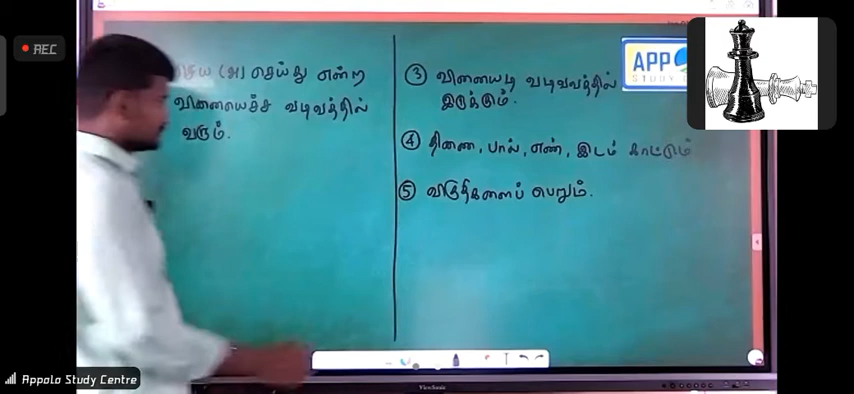 REC
செய (அ) செய்து என்ற
வினையெச்ச வடிவத்தில்
வரும்.
③ வினையடி வடிவத்தில்
இருக்கும்.
④ திணை, பால், எண், இடம் காட்டும்
⑤ விகுதிகளைப் பெறும்.
APP
STUDY
Appolo Study Centre
ViewSonic